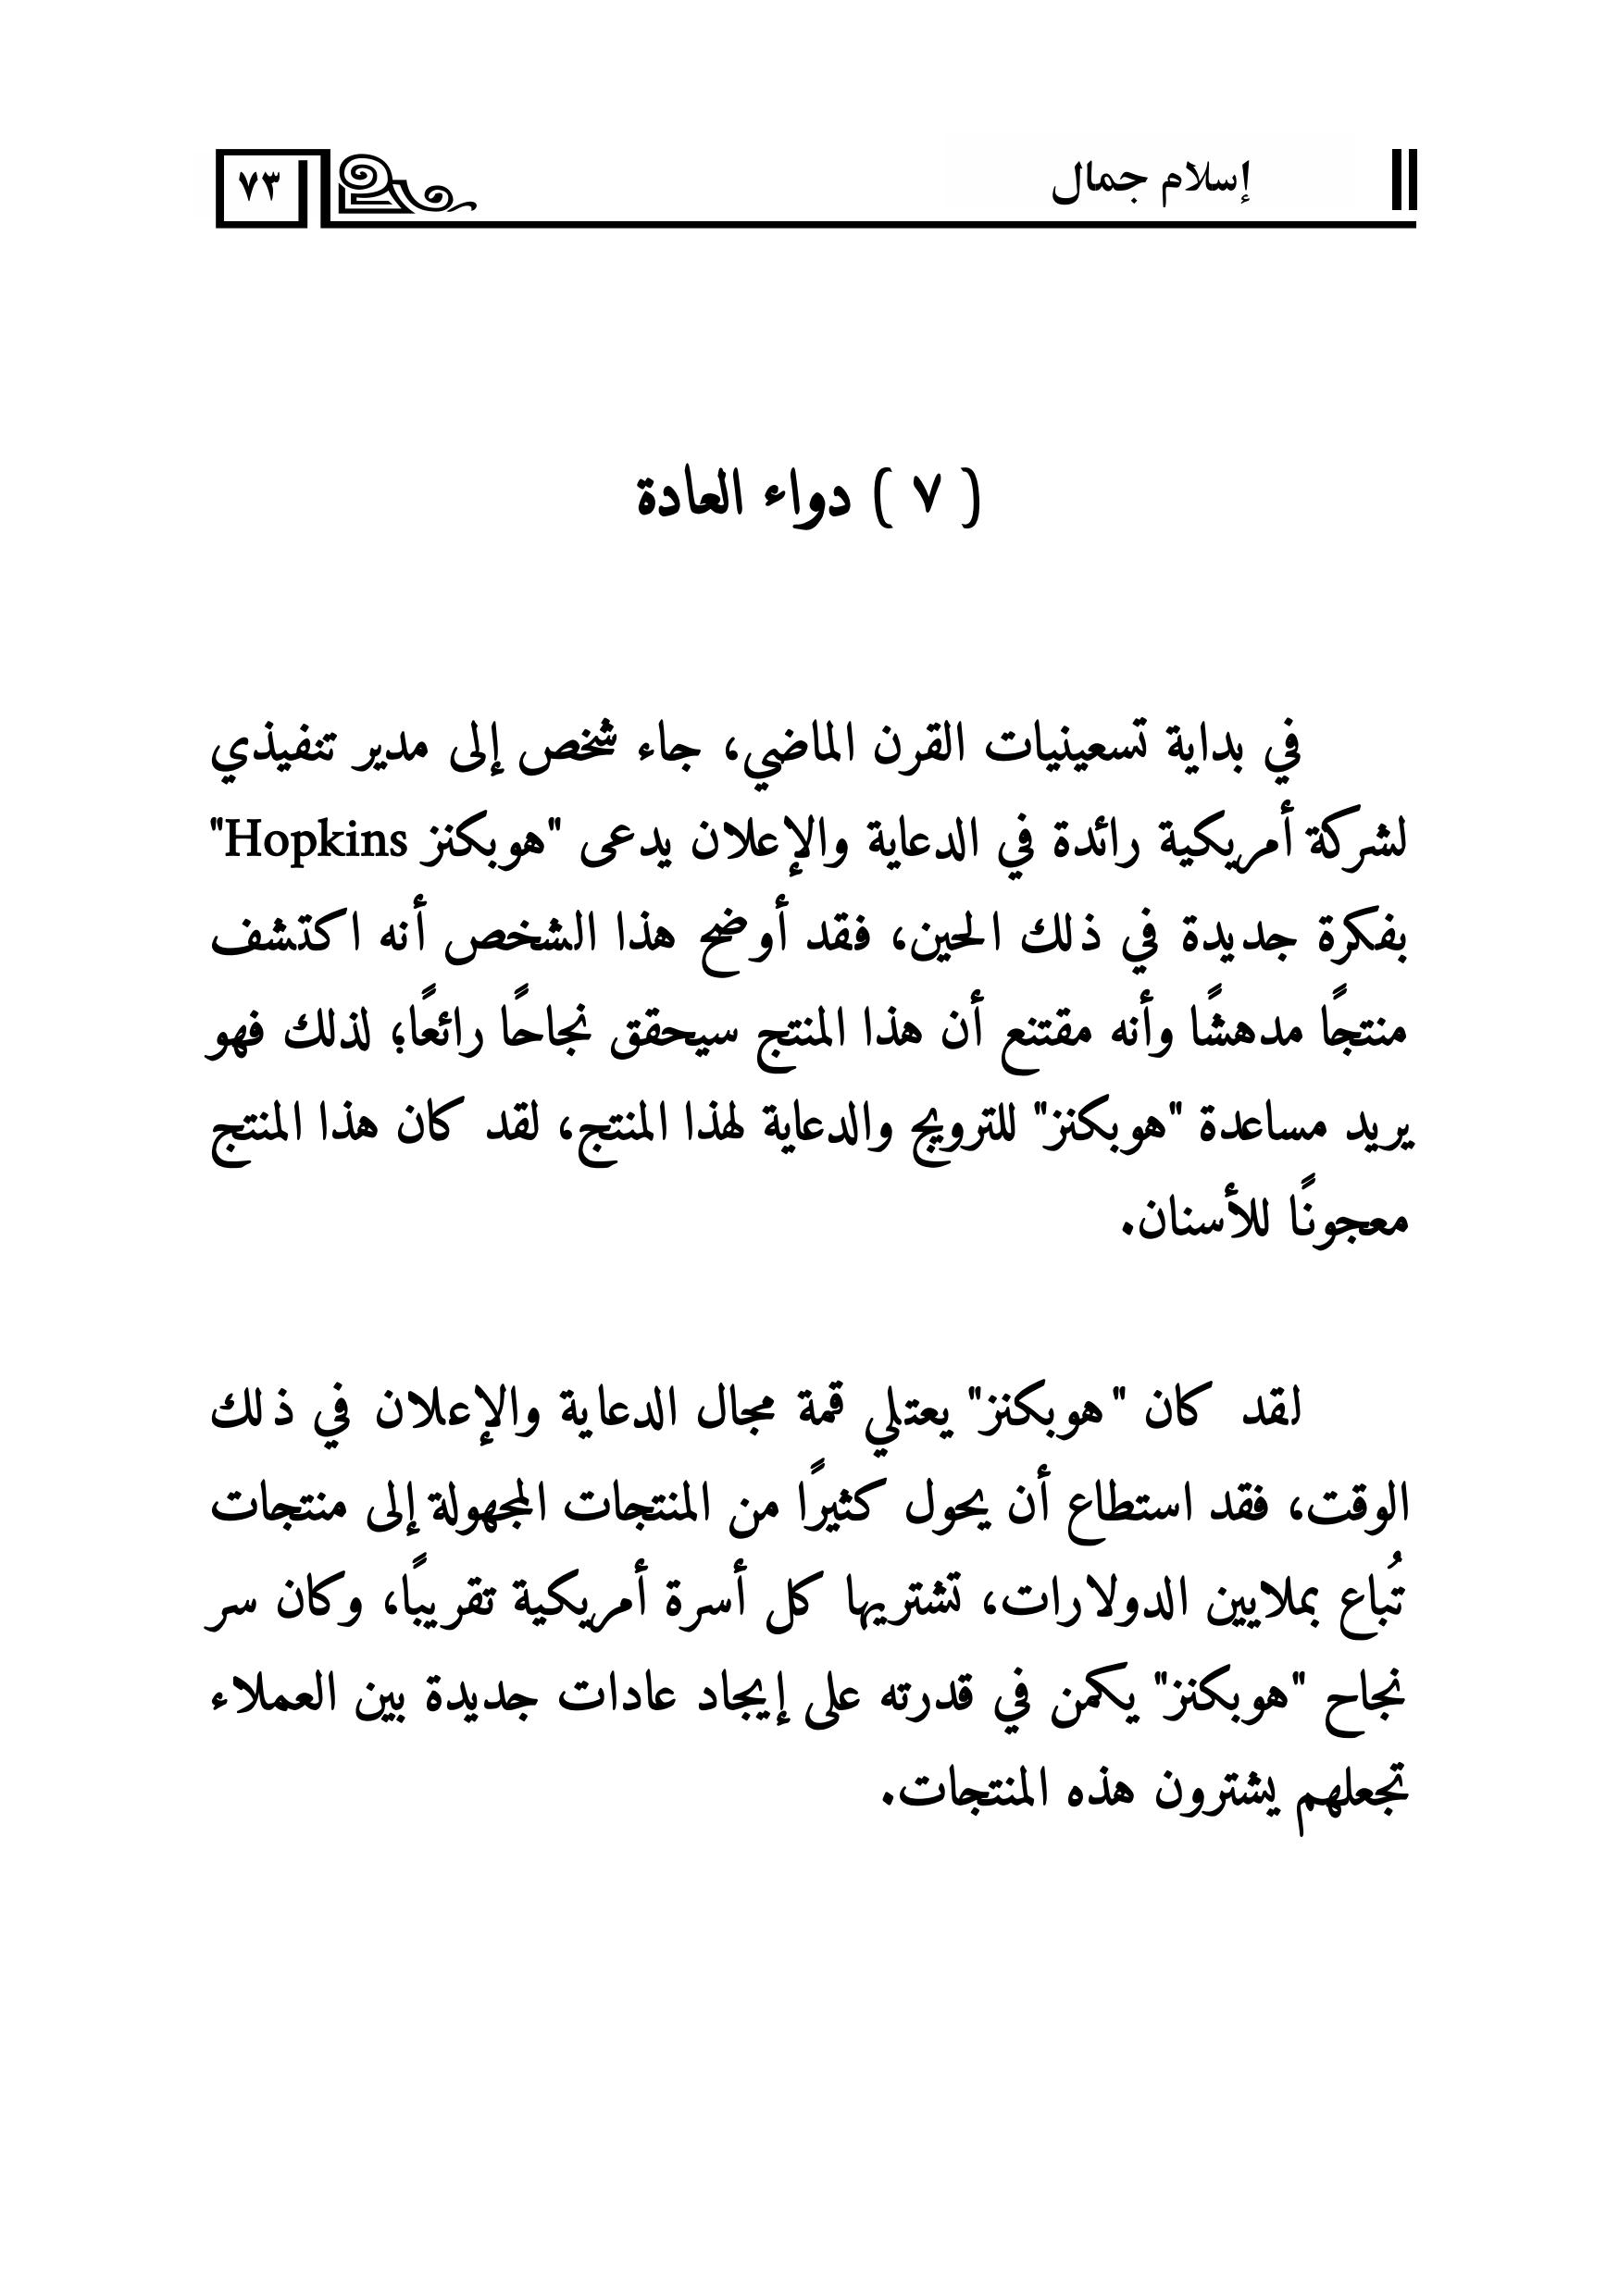 إسلام جمال
٧٣
( ٧ ) دواء العادة
في بداية تسعينيات القرن الماضي، جاء شخص إلى مدير تنفيذي
لشركة أمريكية رائدة في الدعاية والإعلان يدعى "هوبكنز Hopkins"
بفكرة جديدة في ذلك الحين، فقد أوضح هذا الشخص أنه اكتشف
منتجًا مدهشًا وأنه مقتنع أن هذا المنتج سيحقق نجاحًا رائعًا؛ لذلك فهو
يريد مساعدة "هوبكنز" للترويج والدعاية لهذا المنتج، لقد كان هذا المنتج
معجونًا للأسنان.
لقد كان "هوبكنز" يعتلي قمة مجال الدعاية والإعلان في ذلك
الوقت، فقد استطاع أن يحول كثيرًا من المنتجات المجهولة إلى منتجات
تُباع بملايين الدولارات، تشتريها كل أسرة أمريكية تقريبًا، وكان سر
نجاح "هوبكنز" يكمن في قدرته على إيجاد عادات جديدة بين العملاء
تجعلهم يشترون هذه المنتجات.